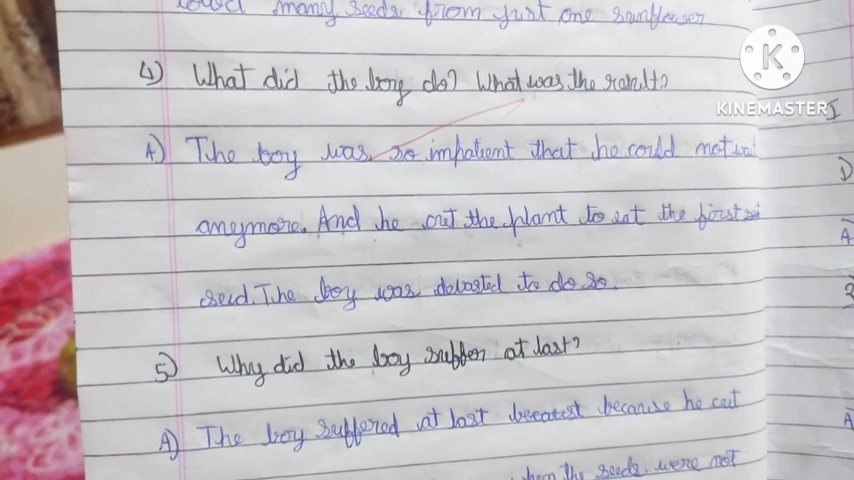 many seeds from just one sunflower
K
KINEMASTER
4) What did the boy do? What was the result?
A) The boy was so impatient that he could not wai
anymore. And he cut the plant to eat the first
seed. The boy was devasted to do so.
5) Why did the boy suffer at last?
A) The boy suffered at last because he cut
when the seeds were not
I
D
A
3
A